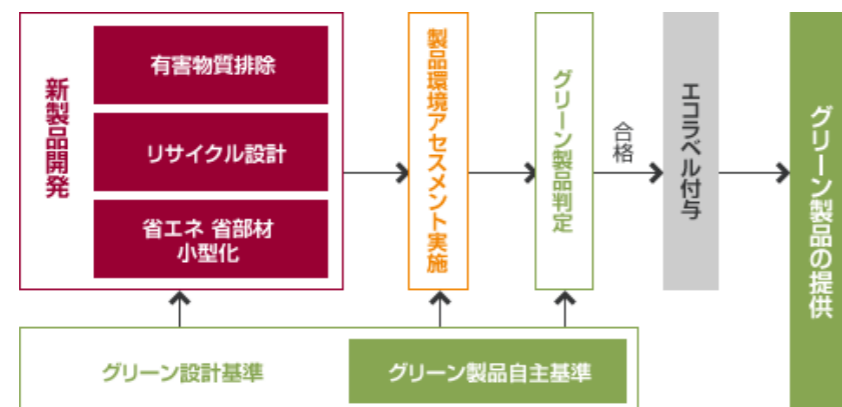 新製品開発
有害物質排除
リサイクル設計
省エネ 省部材
小型化
製品環境アセスメント実施
グリーン製品判定
合格
エコラベル付与
グリーン製品の提供
グリーン設計基準
グリーン製品自主基準